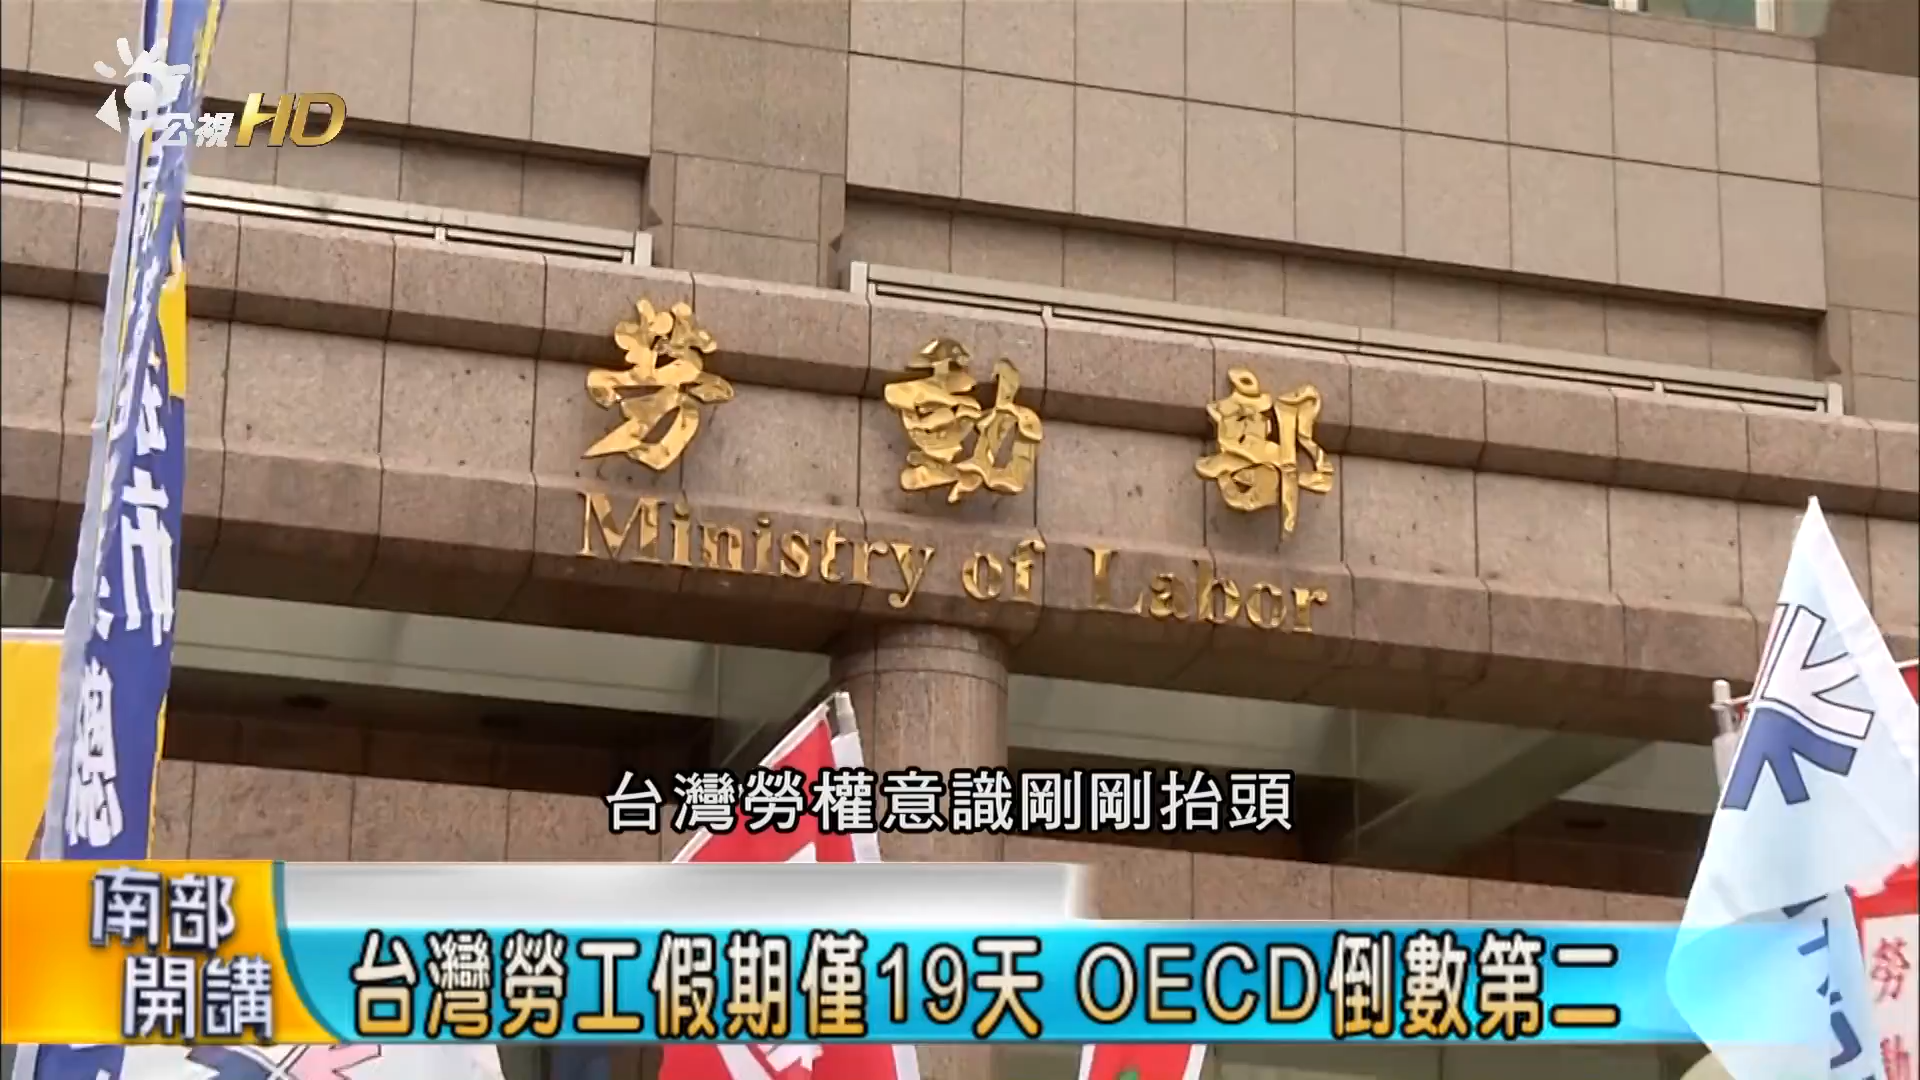 公視HD
勞動部
Ministry of Labor
台灣勞權意識剛剛抬頭
南部
開講
台灣勞工假期僅19天 OECD倒數第二
勞